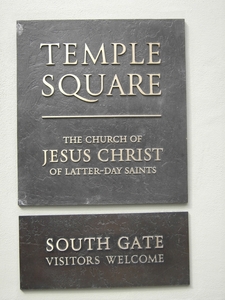 TEMPLE
SQUARE
THE CHURCH OF
JESUS CHRIST
OF LATTER-DAY SAINTS
SOUTH GATE
VISITORS WELCOME